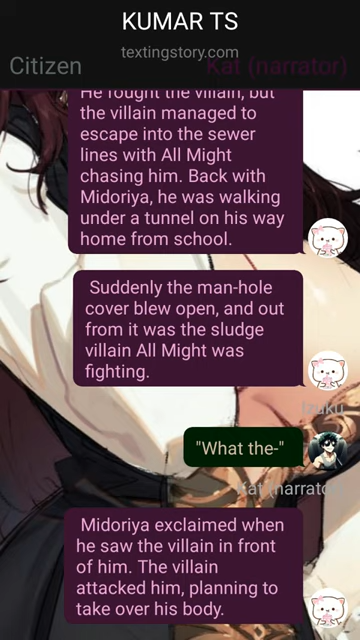 KUMAR TS
textingstory.com
Citizen
Kat (narrator)
He fought the villain, but
the villain managed to
escape into the sewer
lines with All Might
chasing him. Back with
Midoriya, he was walking
under a tunnel on his way
home from school.
Suddenly the man-hole
cover blew open, and out
from it was the sludge
villain All Might was
fighting.
Izuku
"What the-"
Kat (narrator
Midoriya exclaimed when
he saw the villain in front
of him. The villain
attacked him, planning to
take over his body.